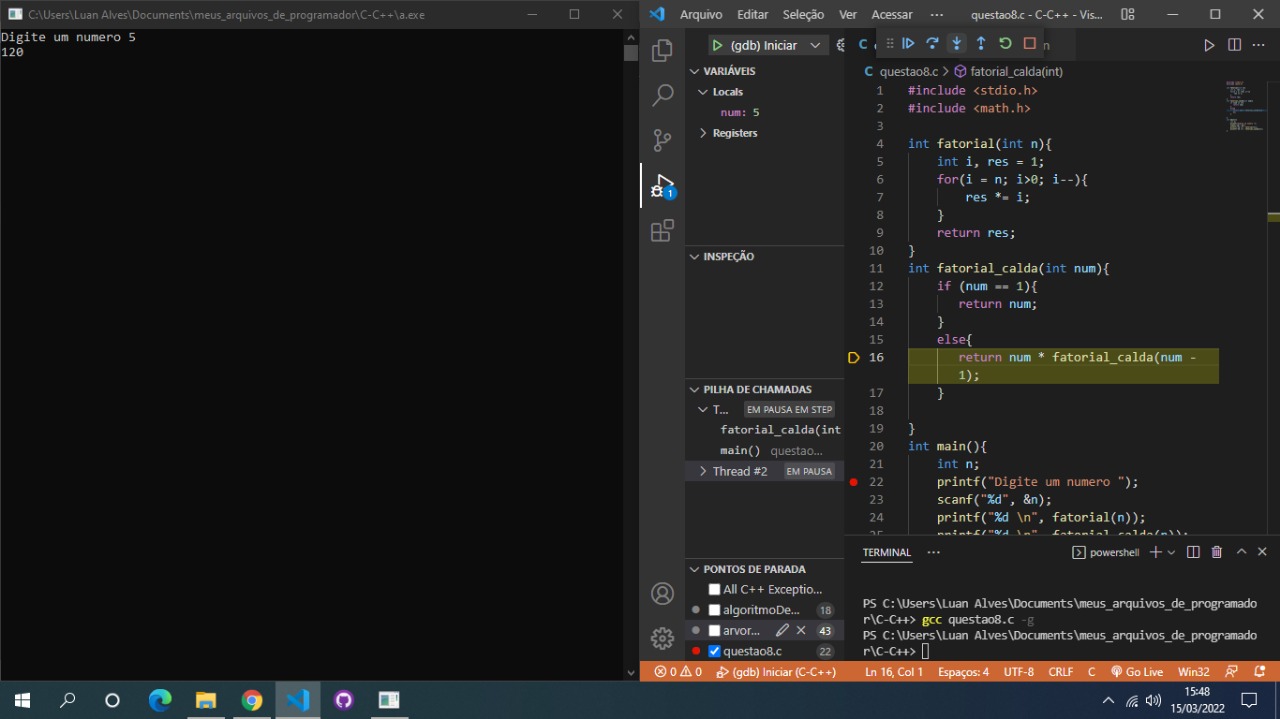 C:\Users\Luan Alves\Documents\meus_arquivos_de_programador\C-C++\a.exe
Digite um numero 5
120
Arquivo Editar Seleção Ver Acessar ··· questao8.c - C-C++ - Vis...
(gdb) Iniciar
VARIÁVEIS
Locals
num: 5
Registers
1
INSPEÇÃO
PILHA DE CHAMADAS
T... EM PAUSA EM STEP
fatorial_calda(int
main() questao...
Thread #2 EM PAUSA
PONTOS DE PARADA
All C++ Exceptio...
algoritmoDe... 18
arvor... 43
questao8.c 22
C questao8.c > fatorial_calda(int)
1 #include <stdio.h>
2 #include <math.h>
3
4 int fatorial(int n){
5 int i, res = 1;
6 for(i = n; i>0; i--){
7 res *= i;
8 }
9 return res;
10 }
11 int fatorial_calda(int num){
12 if (num == 1){
13 return num;
14 }
15 else{
16 return num * fatorial_calda(num -
1);
17 }
18
19 }
20 int main(){
21 int n;
22 printf("Digite um numero ");
23 scanf("%d", &n);
24 printf("%d \n", fatorial(n));
25 printf("%d \n", fatorial_calda(n));
TERMINAL ··· powershell
PS C:\Users\Luan Alves\Documents\meus_arquivos_de_programado
r\C-C++> gcc questao8.c -g
PS C:\Users\Luan Alves\Documents\meus_arquivos_de_programado
r\C-C++>
0 0 (gdb) Iniciar (C-C++) Ln 16, Col 1 Espaços: 4 UTF-8 CRLF C Go Live Win32
15:48
15/03/2022